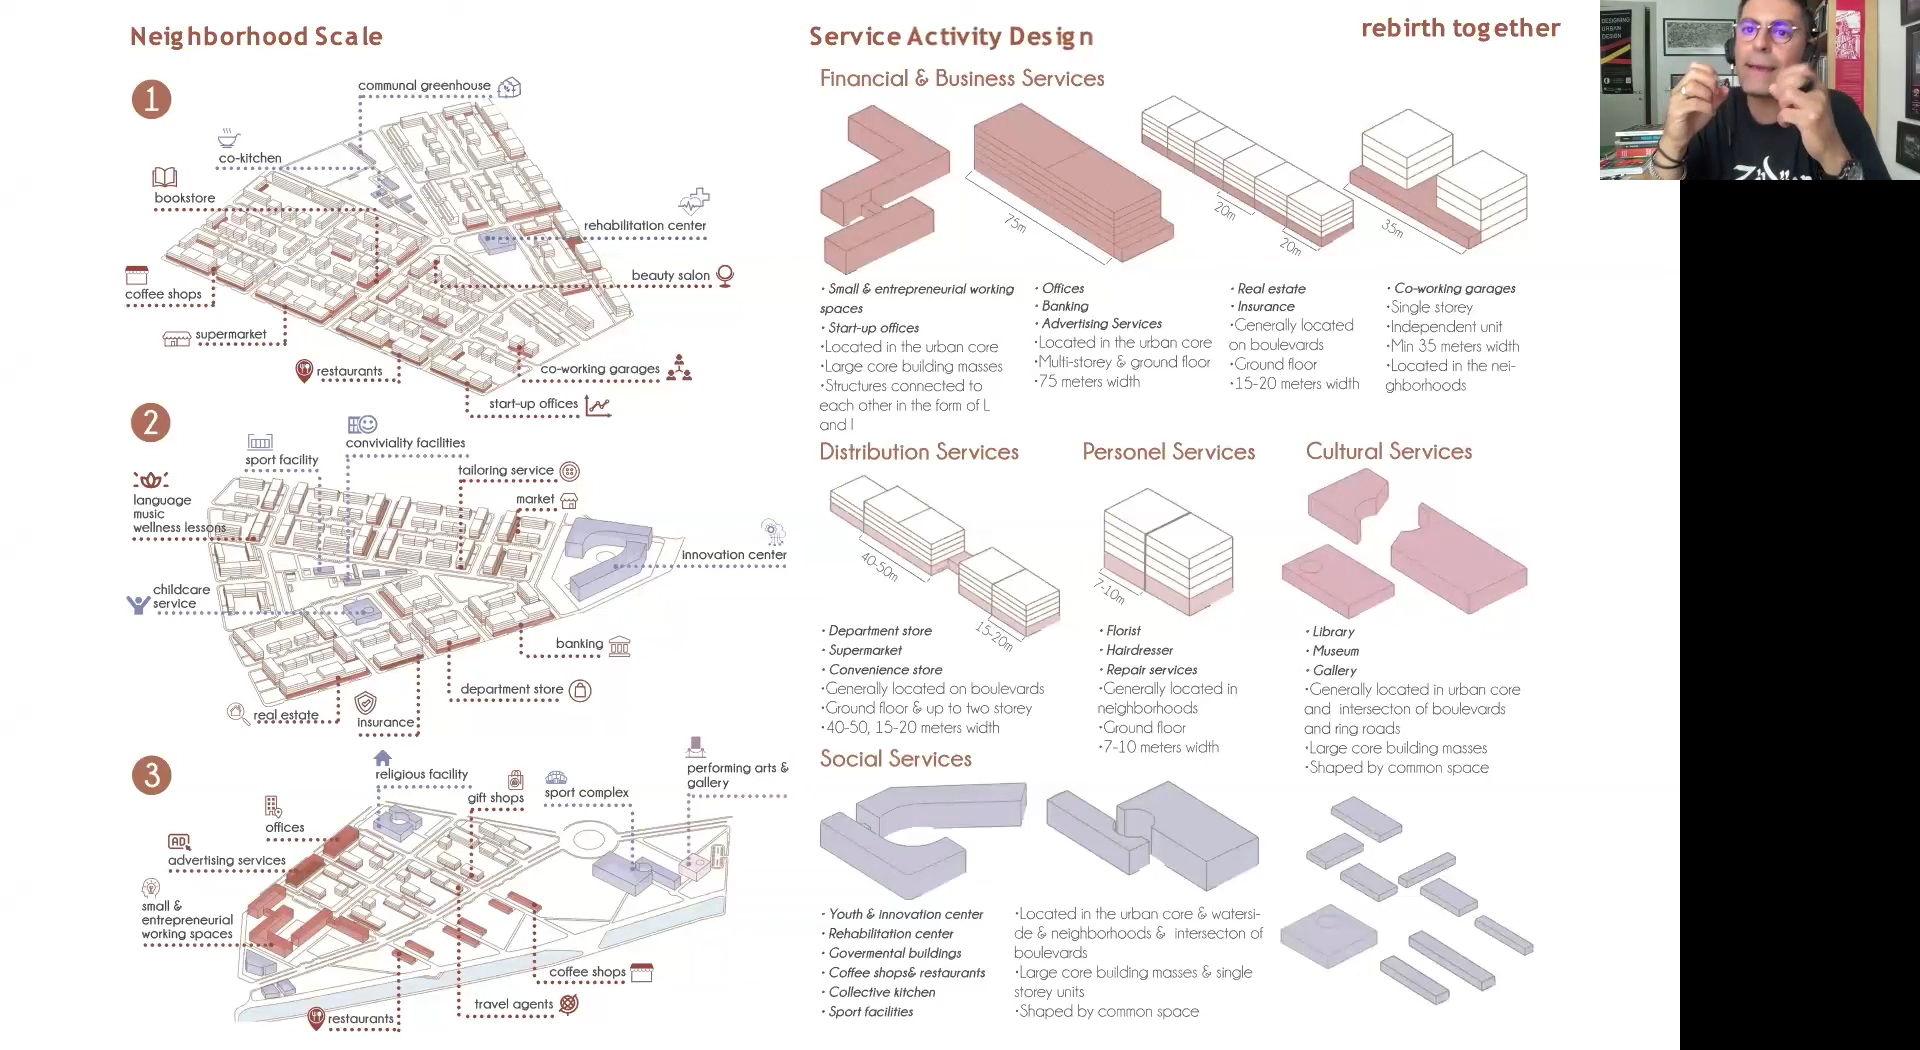 Neighborhood Scale
1
communal greenhouse
co-kitchen
bookstore
rehabilitation center
beauty salon
coffee shops
supermarket
restaurants
co-working garages
start-up offices
2
conviviality facilities
sport facility
tailoring service
language
music
wellness lessons
market
innovation center
childcare
service
banking
department store
real estate
insurance
3
religious facility
performing arts &
gallery
gift shops
sport complex
offices
AD
advertising services
small &
entrepreneurial
working spaces
coffee shops
travel agents
restaurants
Service Activity Design
rebirth together
Financial & Business Services
75m
20m
20m
35m
· Small & entrepreneurial working
spaces
· Start-up offices
·Located in the urban core
·Large core building masses
·Structures connected to
each other in the form of L
and I
· Offices
· Banking
· Advertising Services
·Located in the urban core
·Multi-storey & ground floor
·75 meters width
· Real estate
· Insurance
·Generally located
on boulevards
·Ground floor
·15-20 meters width
· Co-working garages
·Single storey
·Independent unit
·Min 35 meters width
·Located in the nei-
ghborhoods
Distribution Services
40-50m
15-20m
· Department store
· Supermarket
· Convenience store
·Generally located on boulevards
·Ground floor & up to two storey
·40-50, 15-20 meters width
Personel Services
7-10m
· Florist
· Hairdresser
· Repair services
·Generally located in
neighborhoods
·Ground floor
·7-10 meters width
Cultural Services
· Library
· Museum
· Gallery
·Generally located in urban core
and intersecton of boulevards
and ring roads
·Large core building masses
·Shaped by common space
Social Services
· Youth & innovation center
· Rehabilitation center
· Govermental buildings
· Coffee shops& restaurants
· Collective kitchen
· Sport facilities
·Located in the urban core & watersi-
de & neighborhoods & intersecton of
boulevards
·Large core building masses & single
storey units
·Shaped by common space
DESIGNING
URBAN
DESIGN